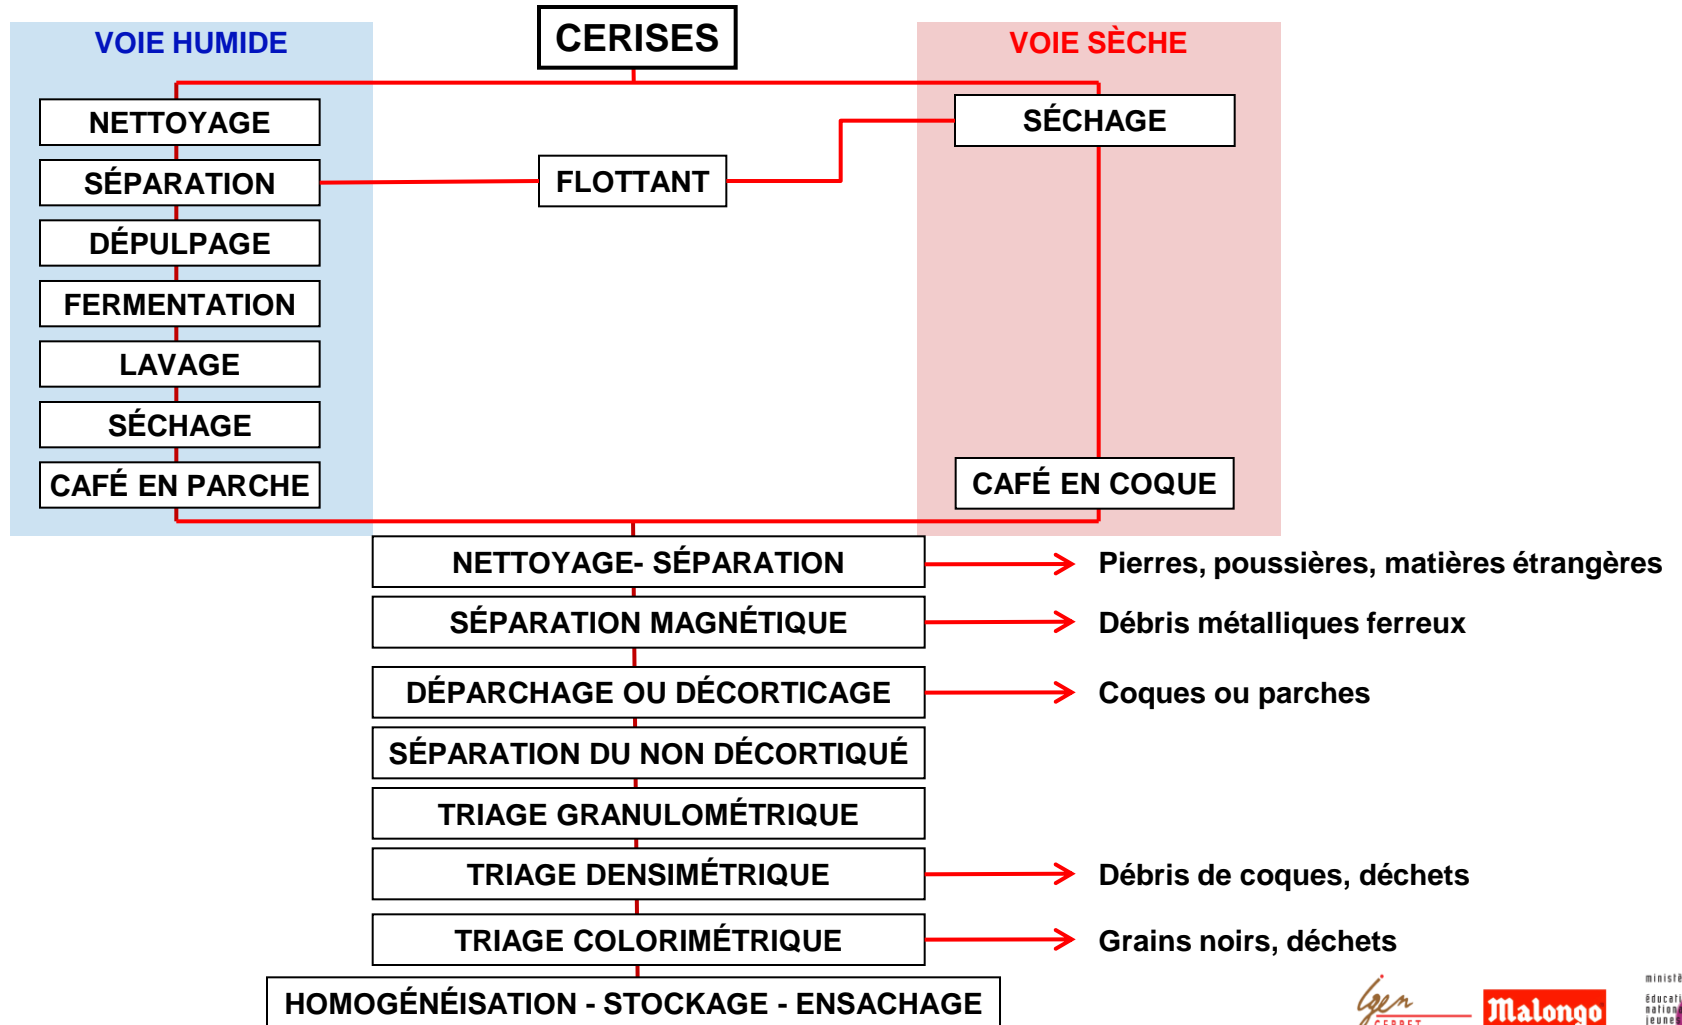 CERISES
VOIE HUMIDE
VOIE SÈCHE
NETTOYAGE
SÉCHAGE
SÉPARATION
FLOTTANT
DÉPULPAGE
FERMENTATION
LAVAGE
SÉCHAGE
CAFÉ EN PARCHE
CAFÉ EN COQUE
NETTOYAGE- SÉPARATION
Pierres, poussières, matières étrangères
SÉPARATION MAGNÉTIQUE
Débris métalliques ferreux
DÉPARCHAGE OU DÉCORTICAGE
Coques ou parches
SÉPARATION DU NON DÉCORTIQUÉ
TRIAGE GRANULOMÉTRIQUE
TRIAGE DENSIMÉTRIQUE
Débris de coques, déchets
TRIAGE COLORIMÉTRIQUE
Grains noirs, déchets
HOMOGÉNÉISATION - STOCKAGE - ENSACHAGE
Igen
CERPET
Malongo